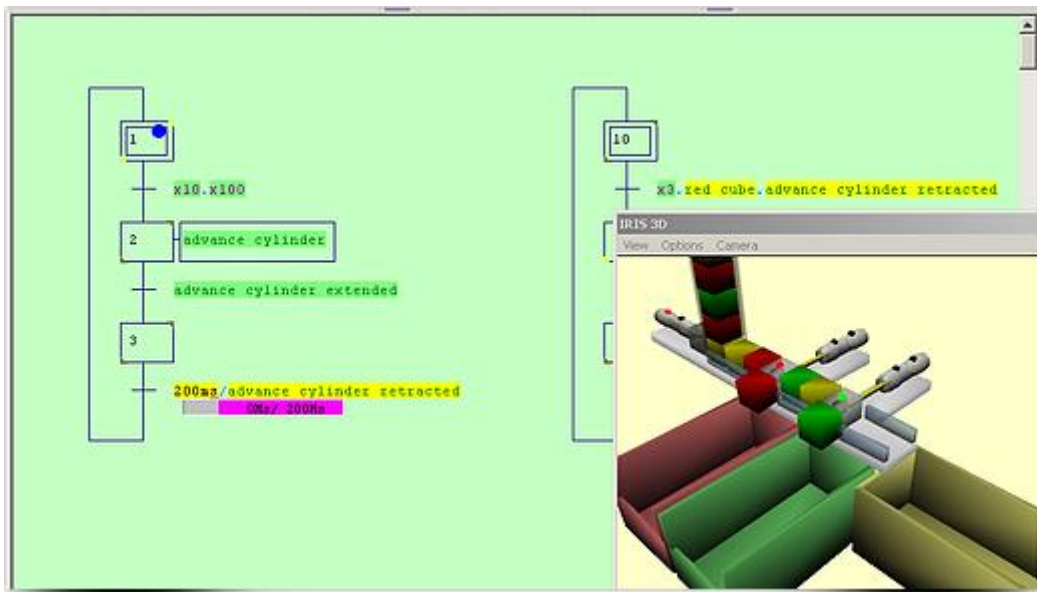 1
x10.x100
2
advance cylinder
advance cylinder extended
3
200ms/advance cylinder retracted
0Ms/ 200Ms
10
x3.red cube.advance cylinder retracted
IRIS 3D
View Options Camera